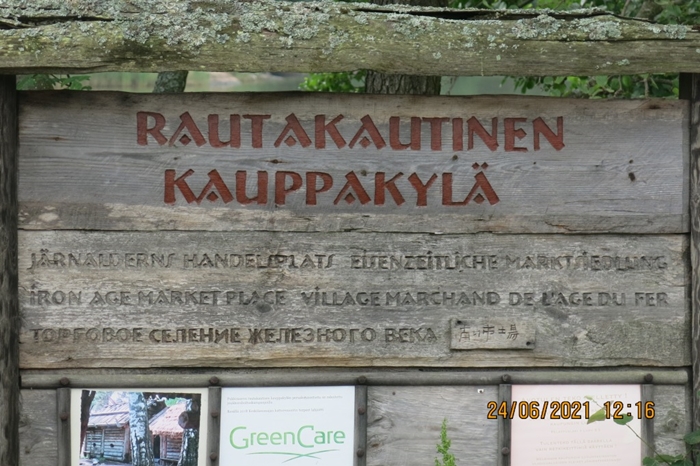 RAUTAKAUTINEN
KAUPPAKYLÄ
JÄRNALDERNS HANDELSPLATS EISENZEITLICHE MARKTSIEDLUNG
IRON AGE MARKET PLACE VILLAGE MARCHAND DE L'AGE DU FER
ТОРГОВОЕ СЕЛЕНИЕ ЖЕЛЕЗНОГО ВЕКА
GreenCare
24/06/2021 12:16